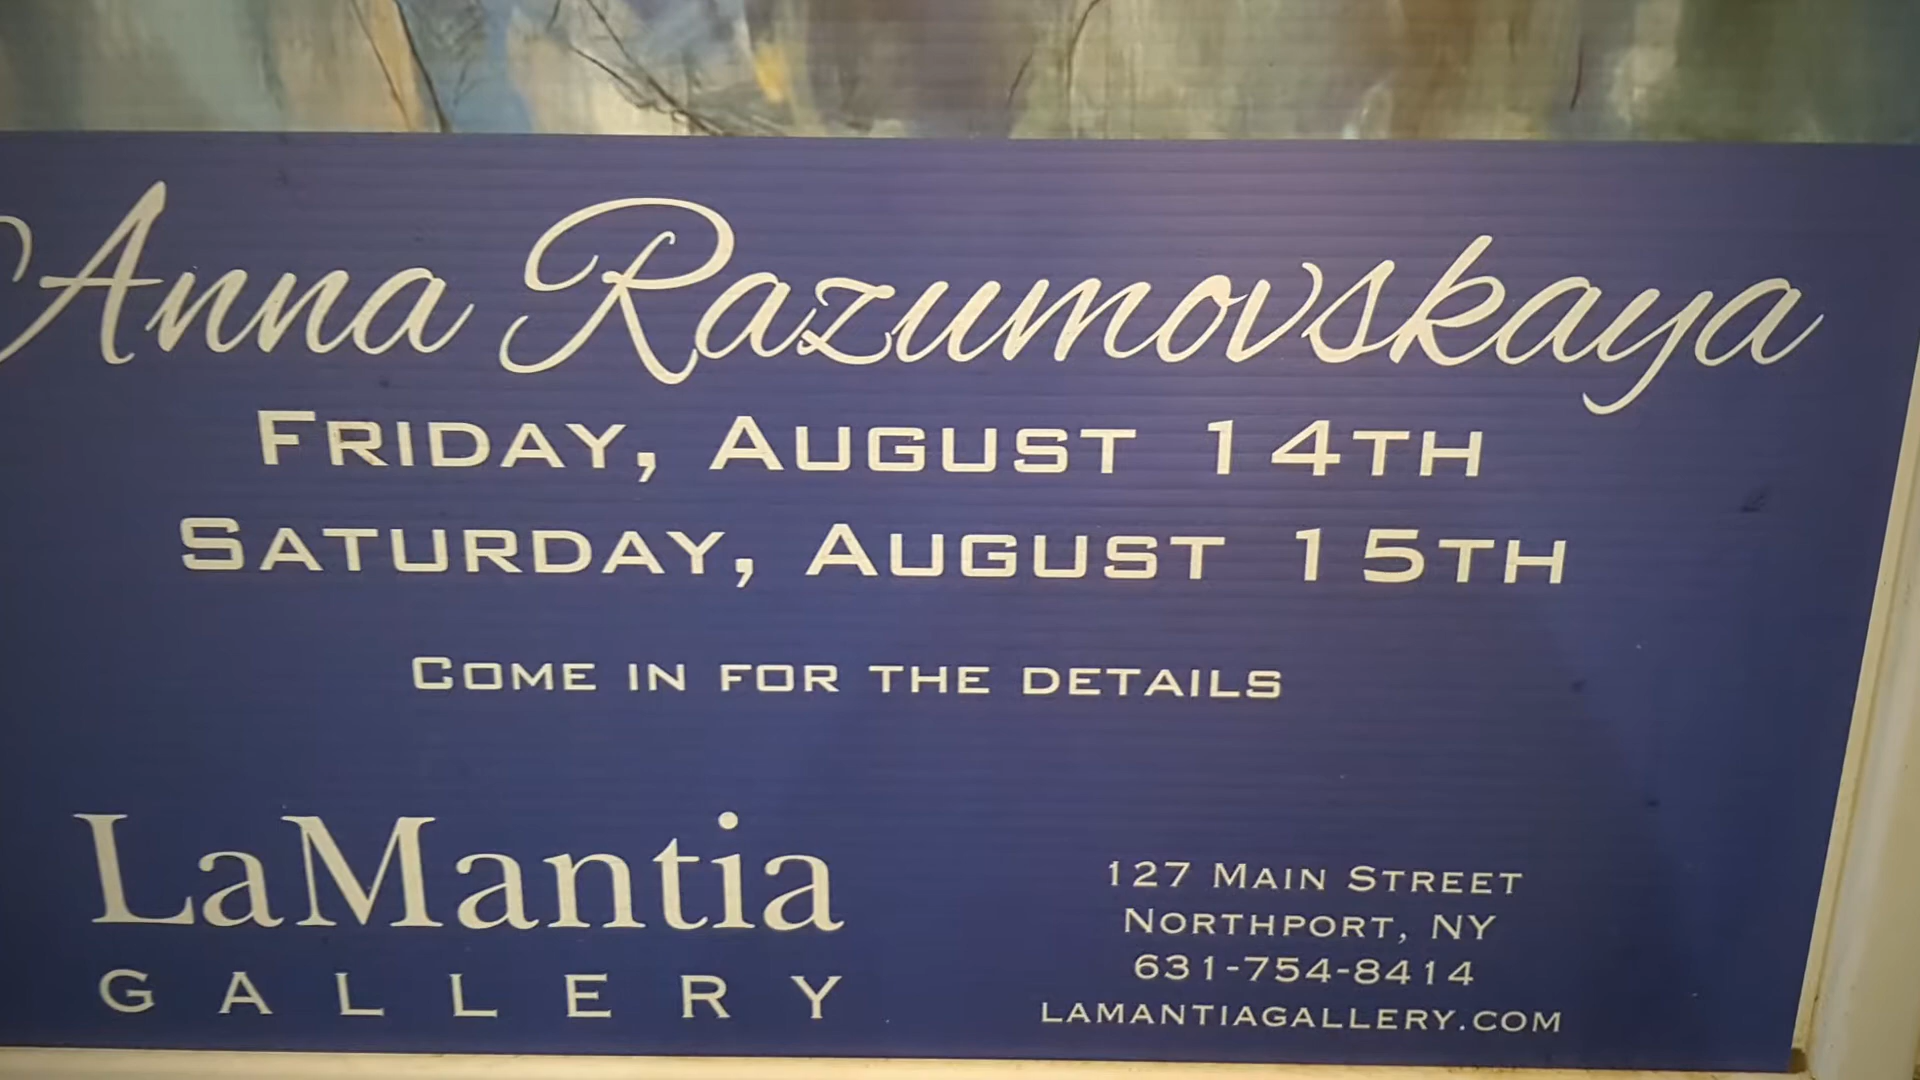 Anna Razumovskaya
FRIDAY, AUGUST 14TH
SATURDAY, AUGUST 15TH
COME IN FOR THE DETAILS
LaMantia
GALLERY
127 MAIN STREET
NORTHPORT, NY
631-754-8414
LAMANTIAGALLERY.COM